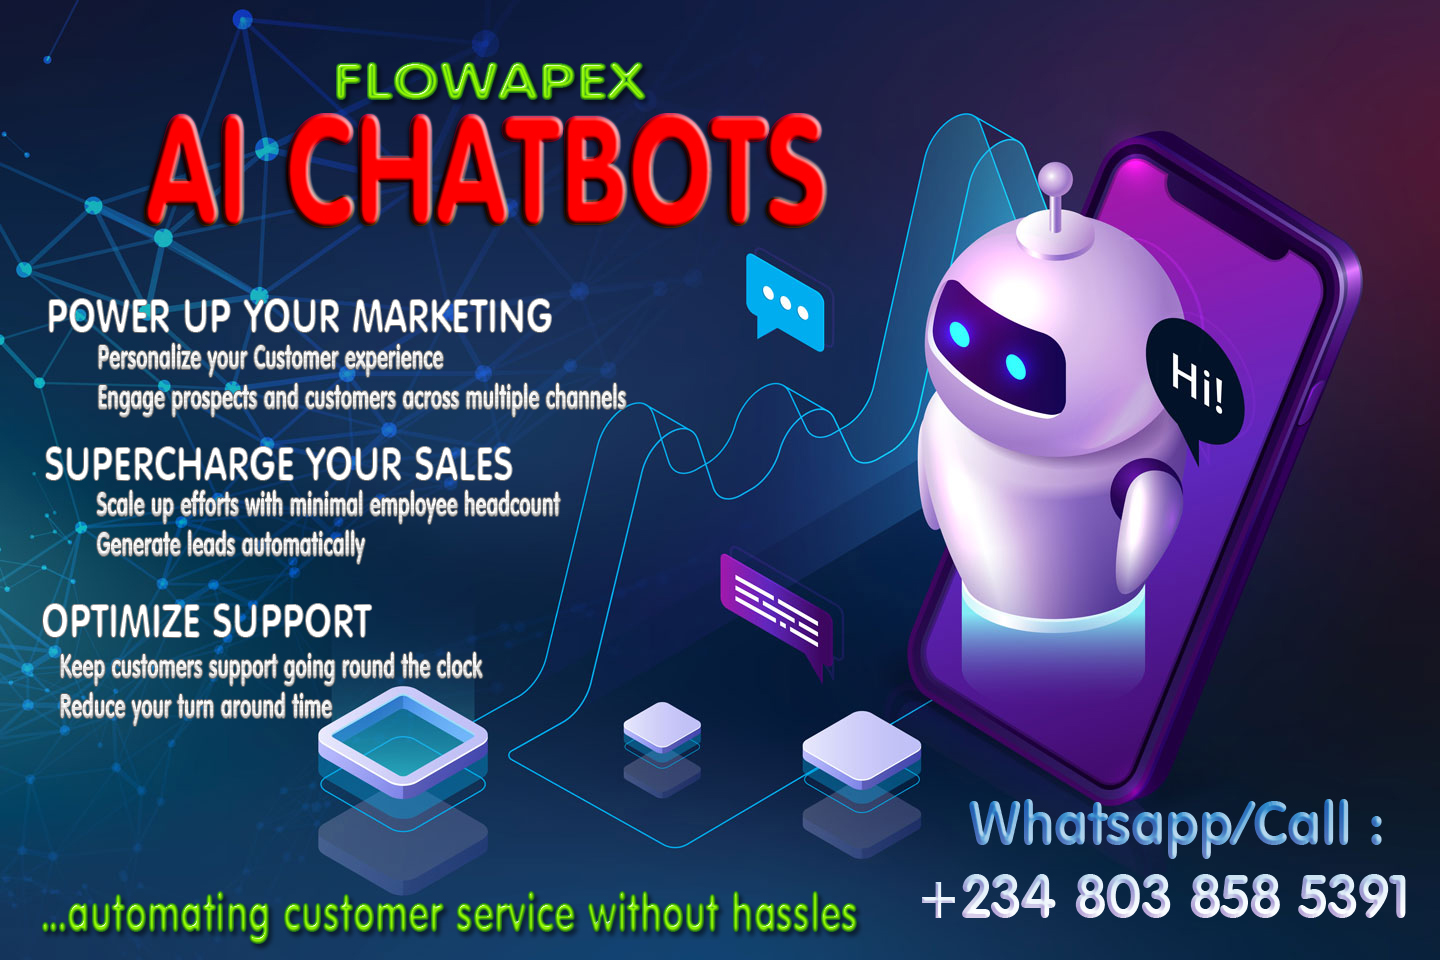 FLOWAPEX
AI CHATBOTS
POWER UP YOUR MARKETING
Personalize your Customer experience
Engage prospects and customers across multiple channels
SUPERCHARGE YOUR SALES
Scale up efforts with minimal employee headcount
Generate leads automatically
OPTIMIZE SUPPORT
Keep customers support going round the clock
Reduce your turn around time
Hi!
Whatsapp/Call :
+234 803 858 5391
...automating customer service without hassles